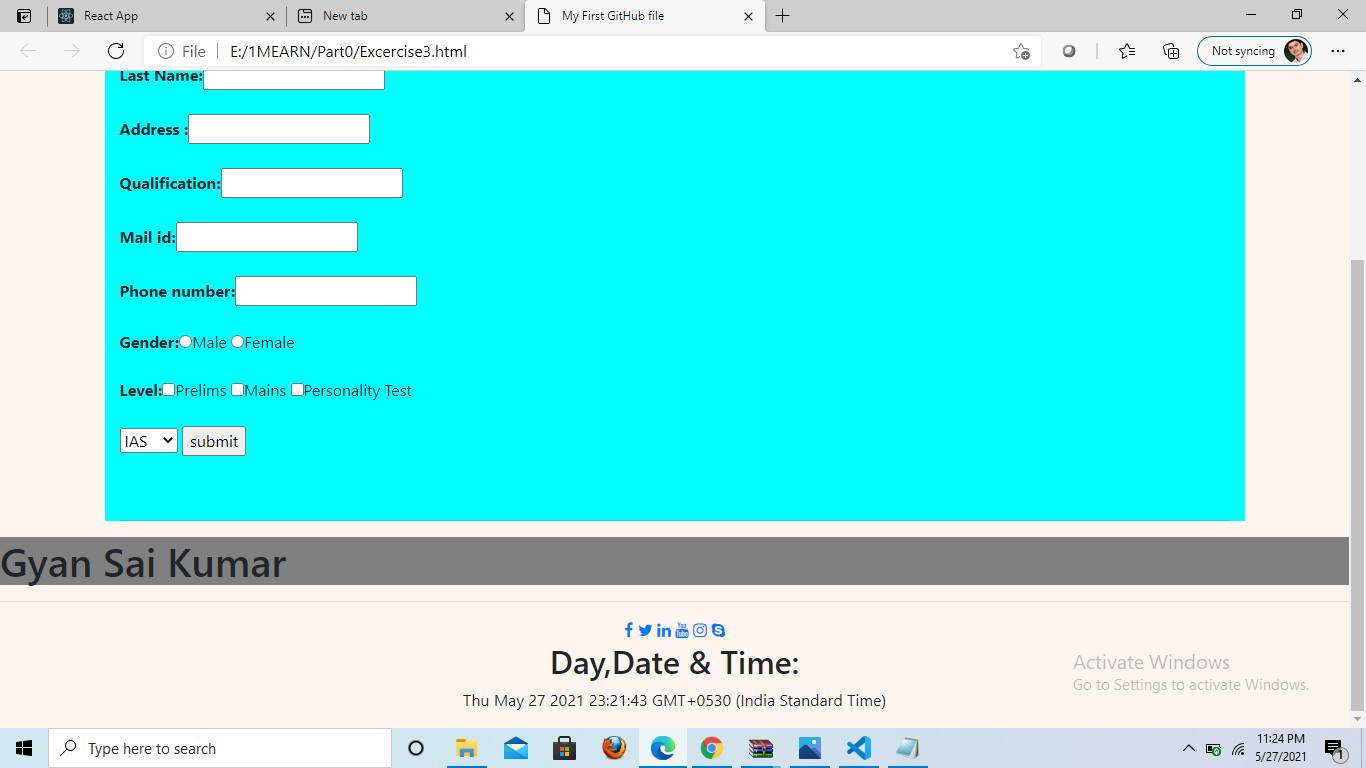 React App
New tab
My First GitHub file
File
E:/1MEARN/Part0/Excercise3.html
Not syncing
Last Name:
Address :
Qualification:
Mail id:
Phone number:
Gender: Male Female
Level: Prelims Mains Personality Test
IAS submit
Gyan Sai Kumar
You Tube
Day,Date & Time:
Thu May 27 2021 23:21:43 GMT+0530 (India Standard Time)
Activate Windows
Go to Settings to activate Windows.
Type here to search
11:24 PM
5/27/2021
1